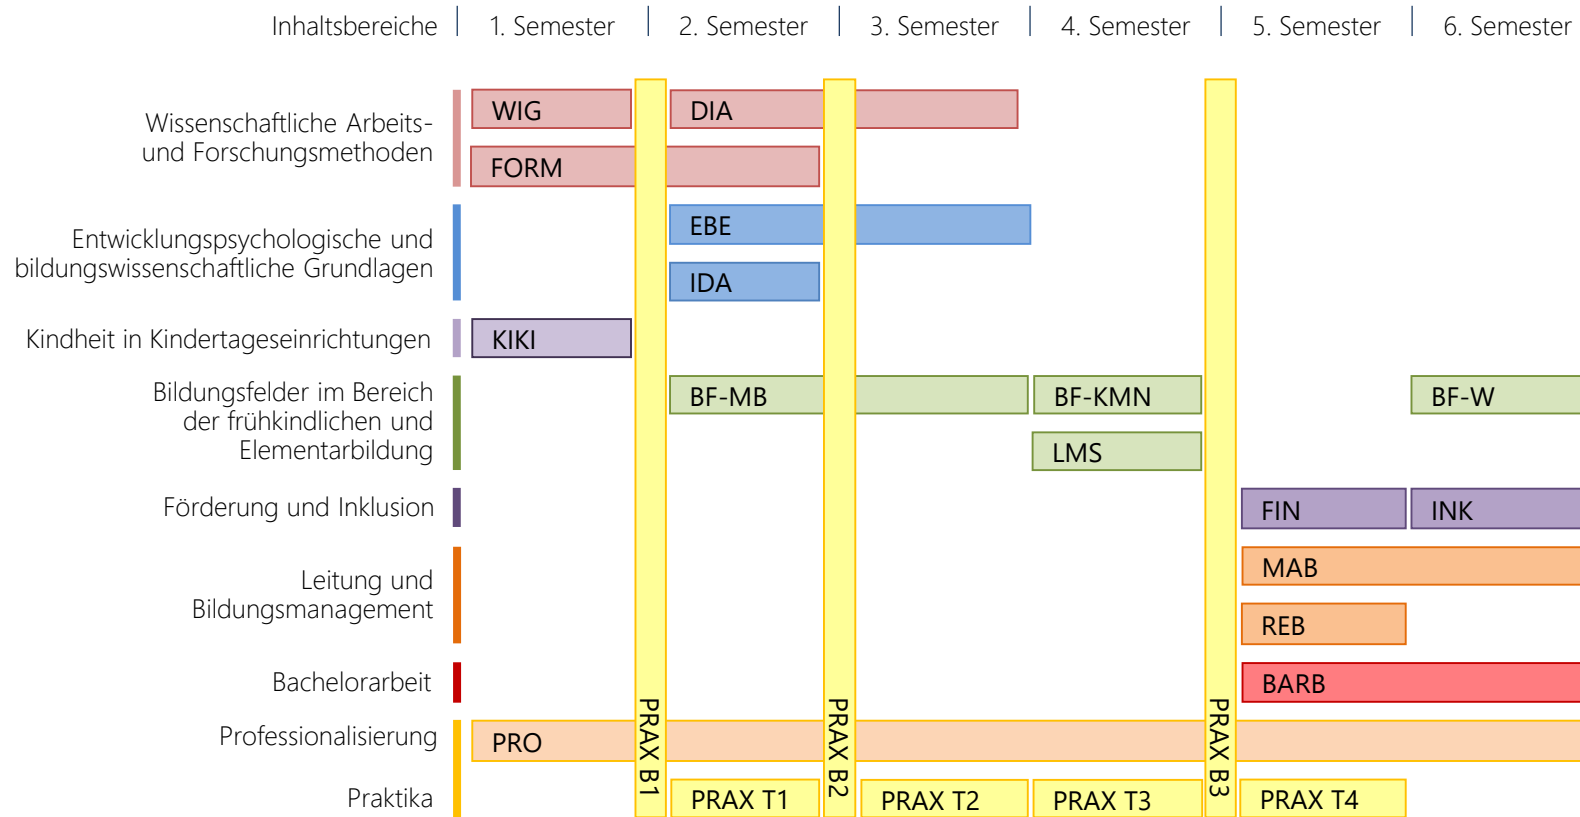 Inhaltsbereiche 1. Semester 2. Semester 3. Semester 4. Semester 5. Semester 6. Semester
Wissenschaftliche Arbeits-
und Forschungsmethoden
WIG DIA
FORM
Entwicklungspsychologische und
bildungswissenschaftliche Grundlagen
EBE
IDA
Kindheit in Kindertageseinrichtungen
KIKI
Bildungsfelder im Bereich
der frühkindlichen und
Elementarbildung
BF-MB BF-KMN BF-W
LMS
Förderung und Inklusion
FIN INK
Leitung und
Bildungsmanagement
MAB
REB
Bachelorarbeit
BARB
Professionalisierung
PRO
PRAX B1
PRAX B2
PRAX B3
Praktika
PRAX T1 PRAX T2 PRAX T3 PRAX T4